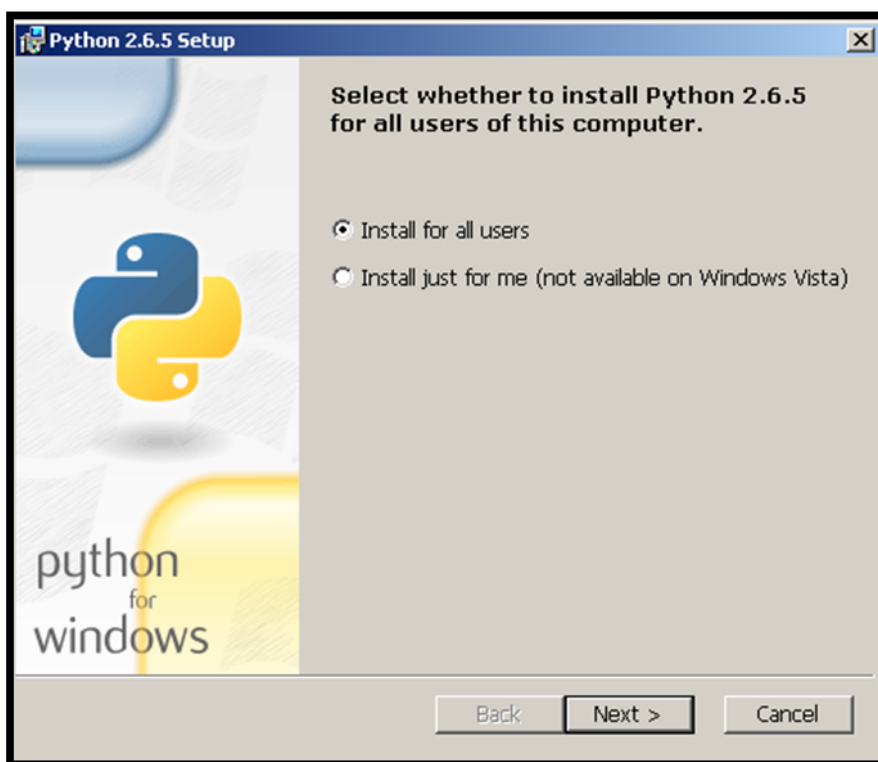 Python 2.6.5 Setup
Select whether to install Python 2.6.5
for all users of this computer.
Install for all users
Install just for me (not available on Windows Vista)
python
for
windows
Back
Next >
Cancel